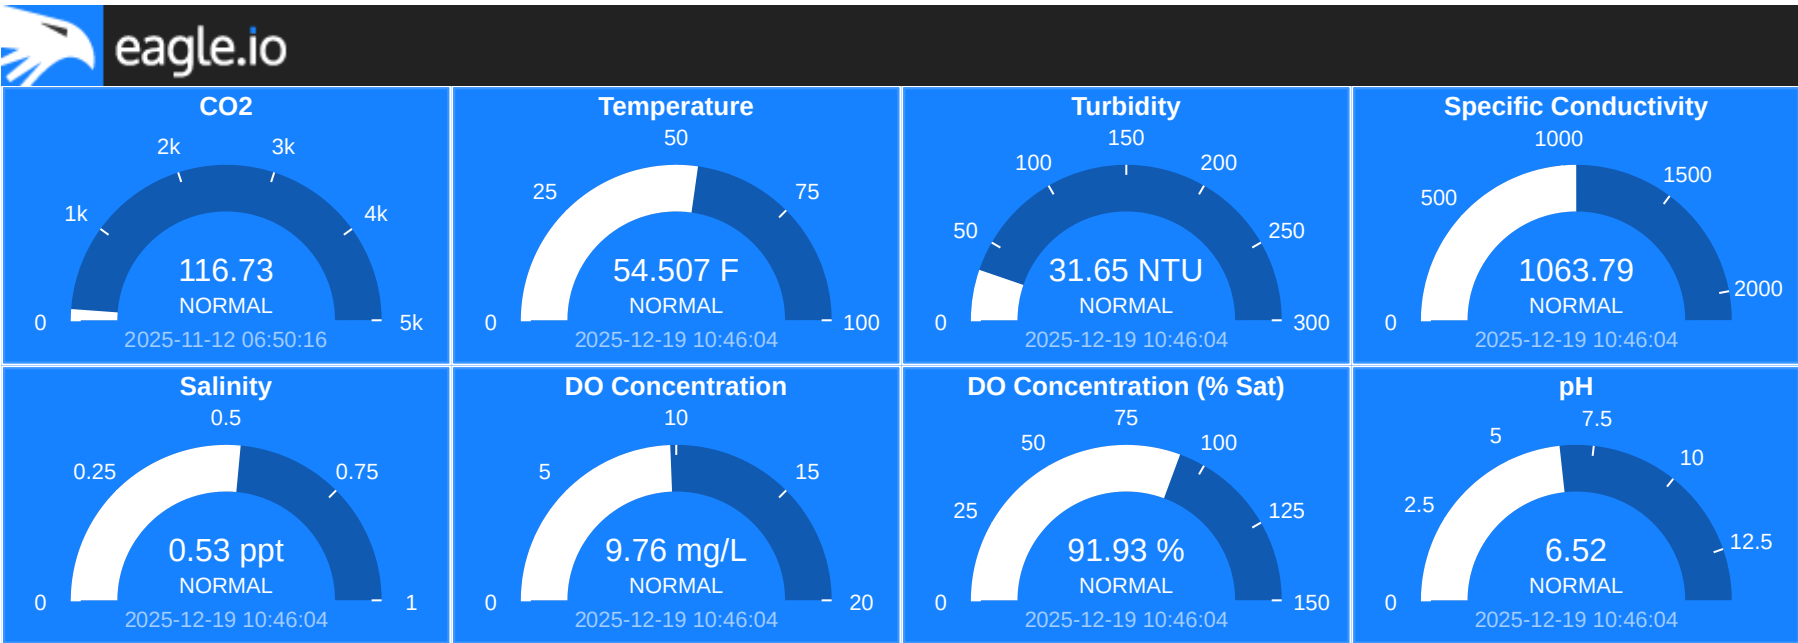 eagle.io
CO2
0
1k
2k
3k
4k
5k
116.73
NORMAL
2025-11-12 06:50:16
Temperature
0
25
50
75
100
54.507 F
NORMAL
2025-12-19 10:46:04
Turbidity
0
50
100
150
200
250
300
31.65 NTU
NORMAL
2025-12-19 10:46:04
Specific Conductivity
0
500
1000
1500
2000
1063.79
NORMAL
2025-12-19 10:46:04
Salinity
0
0.25
0.5
0.75
1
0.53 ppt
NORMAL
2025-12-19 10:46:04
DO Concentration
0
5
10
15
20
9.76 mg/L
NORMAL
2025-12-19 10:46:04
DO Concentration (% Sat)
0
25
50
75
100
125
150
91.93 %
NORMAL
2025-12-19 10:46:04
pH
0
2.5
5
7.5
10
12.5
6.52
NORMAL
2025-12-19 10:46:04